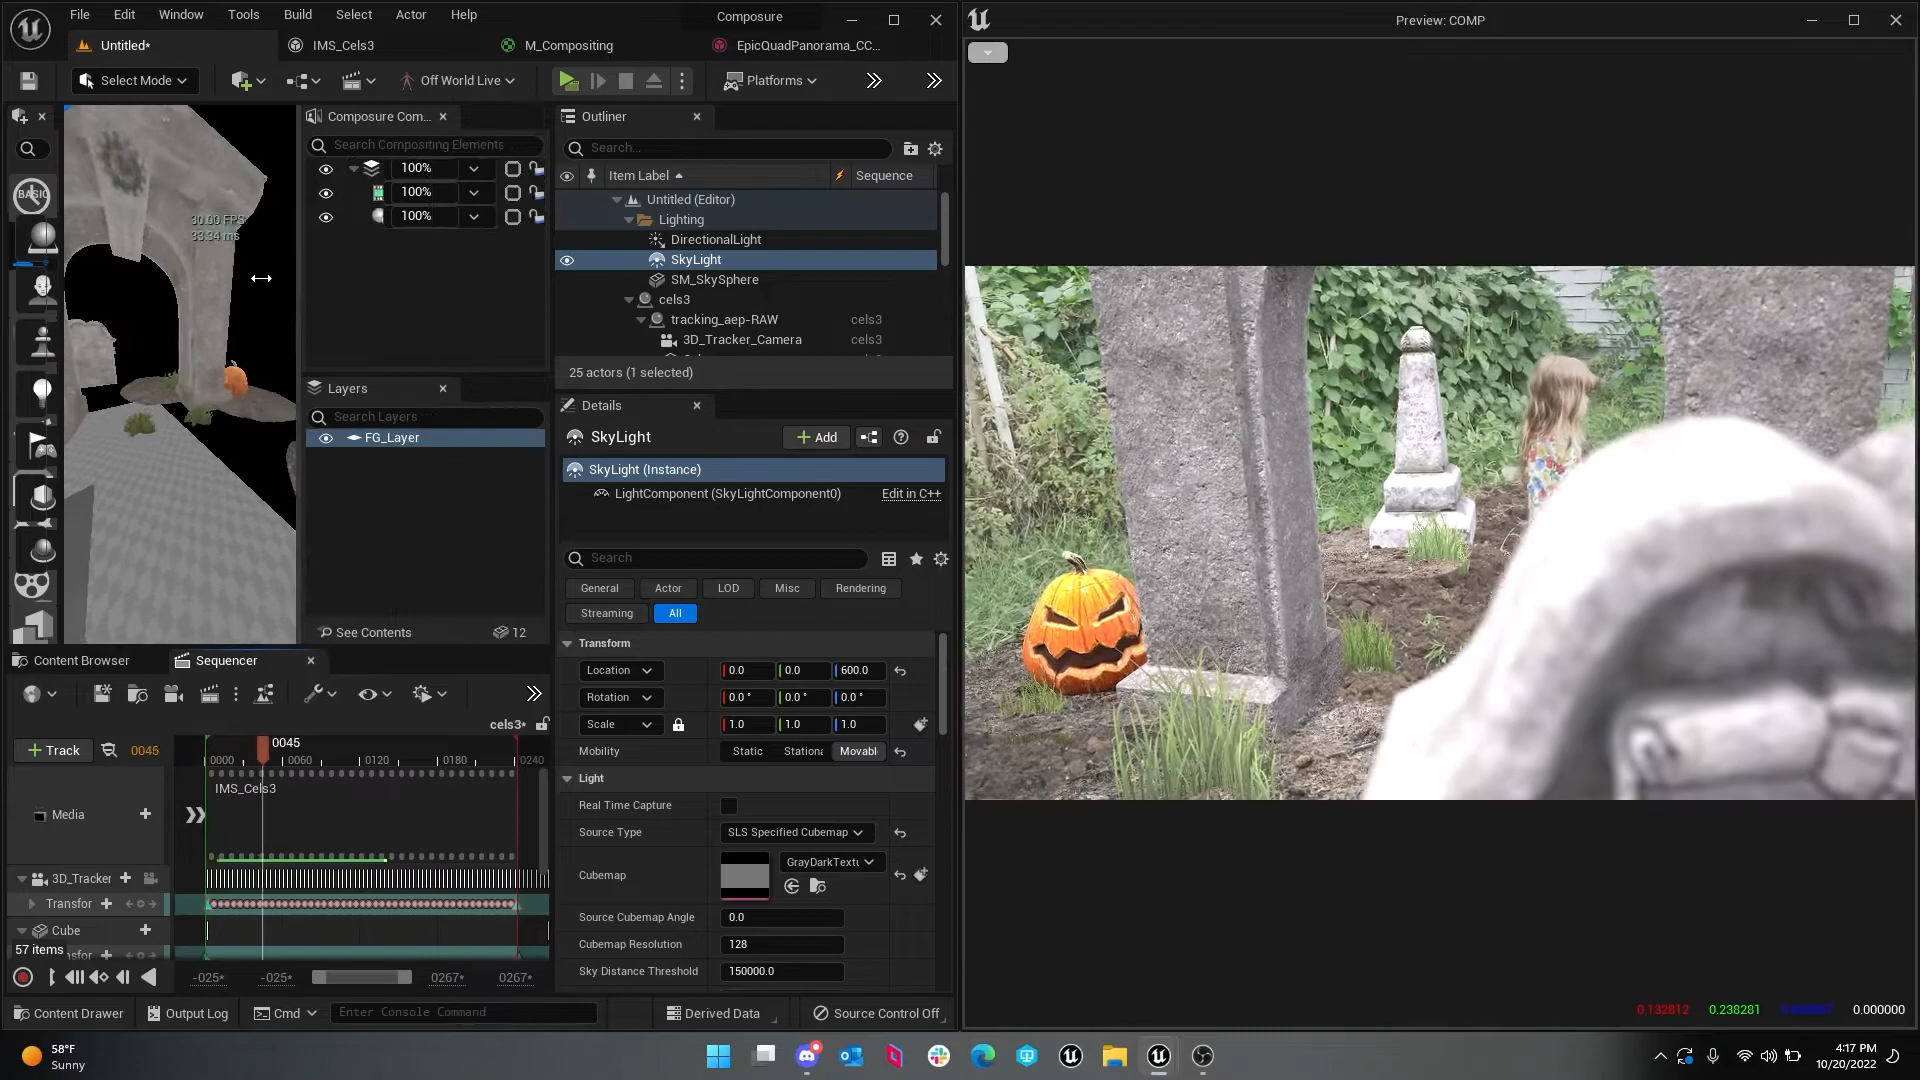 File Edit Window Tools Build Select Actor Help
Composure
Preview: COMP
Untitled*
IMS_Cels3
M_Compositing
EpicQuadPanorama_CC...
Select Mode
Off World Live
Platforms
BASIC
30.00 FPS
33.34 ms
Composure Com...
Search Compositing Elements
100%
100%
100%
Layers
Search Layers
FG_Layer
See Contents
12
Outliner
Search...
Item Label
Sequence
Untitled (Editor)
Lighting
DirectionalLight
SkyLight
SM_SkySphere
cels3
tracking_aep-RAW cels3
3D_Tracker_Camera cels3
25 actors (1 selected)
Details
SkyLight
Add
SkyLight (Instance)
LightComponent (SkyLightComponent0) Edit in C++
Search
General Actor LOD Misc Rendering
Streaming All
Transform
Location 0.0 0.0 600.0
Rotation 0.0 ° 0.0 ° 0.0 °
Scale 1.0 1.0 1.0
Mobility Static Stationa Movabl
Light
Real Time Capture
Source Type SLS Specified Cubemap
Cubemap GrayDarkTextu
Source Cubemap Angle 0.0
Cubemap Resolution 128
Sky Distance Threshold 150000.0
Content Browser
Sequencer
cels3*
Track
0045
0045
0000 0060 0120 0180 0240
IMS_Cels3
Media
3D_Tracker
Transfor
Cube
57 items
nsfor
-025* -025* 0267* 0267*
Content Drawer Output Log Cmd Enter Console Command Derived Data Source Control Off
0.132812 0.238281 0.000000
58°F
Sunny
4:17 PM
10/20/2022